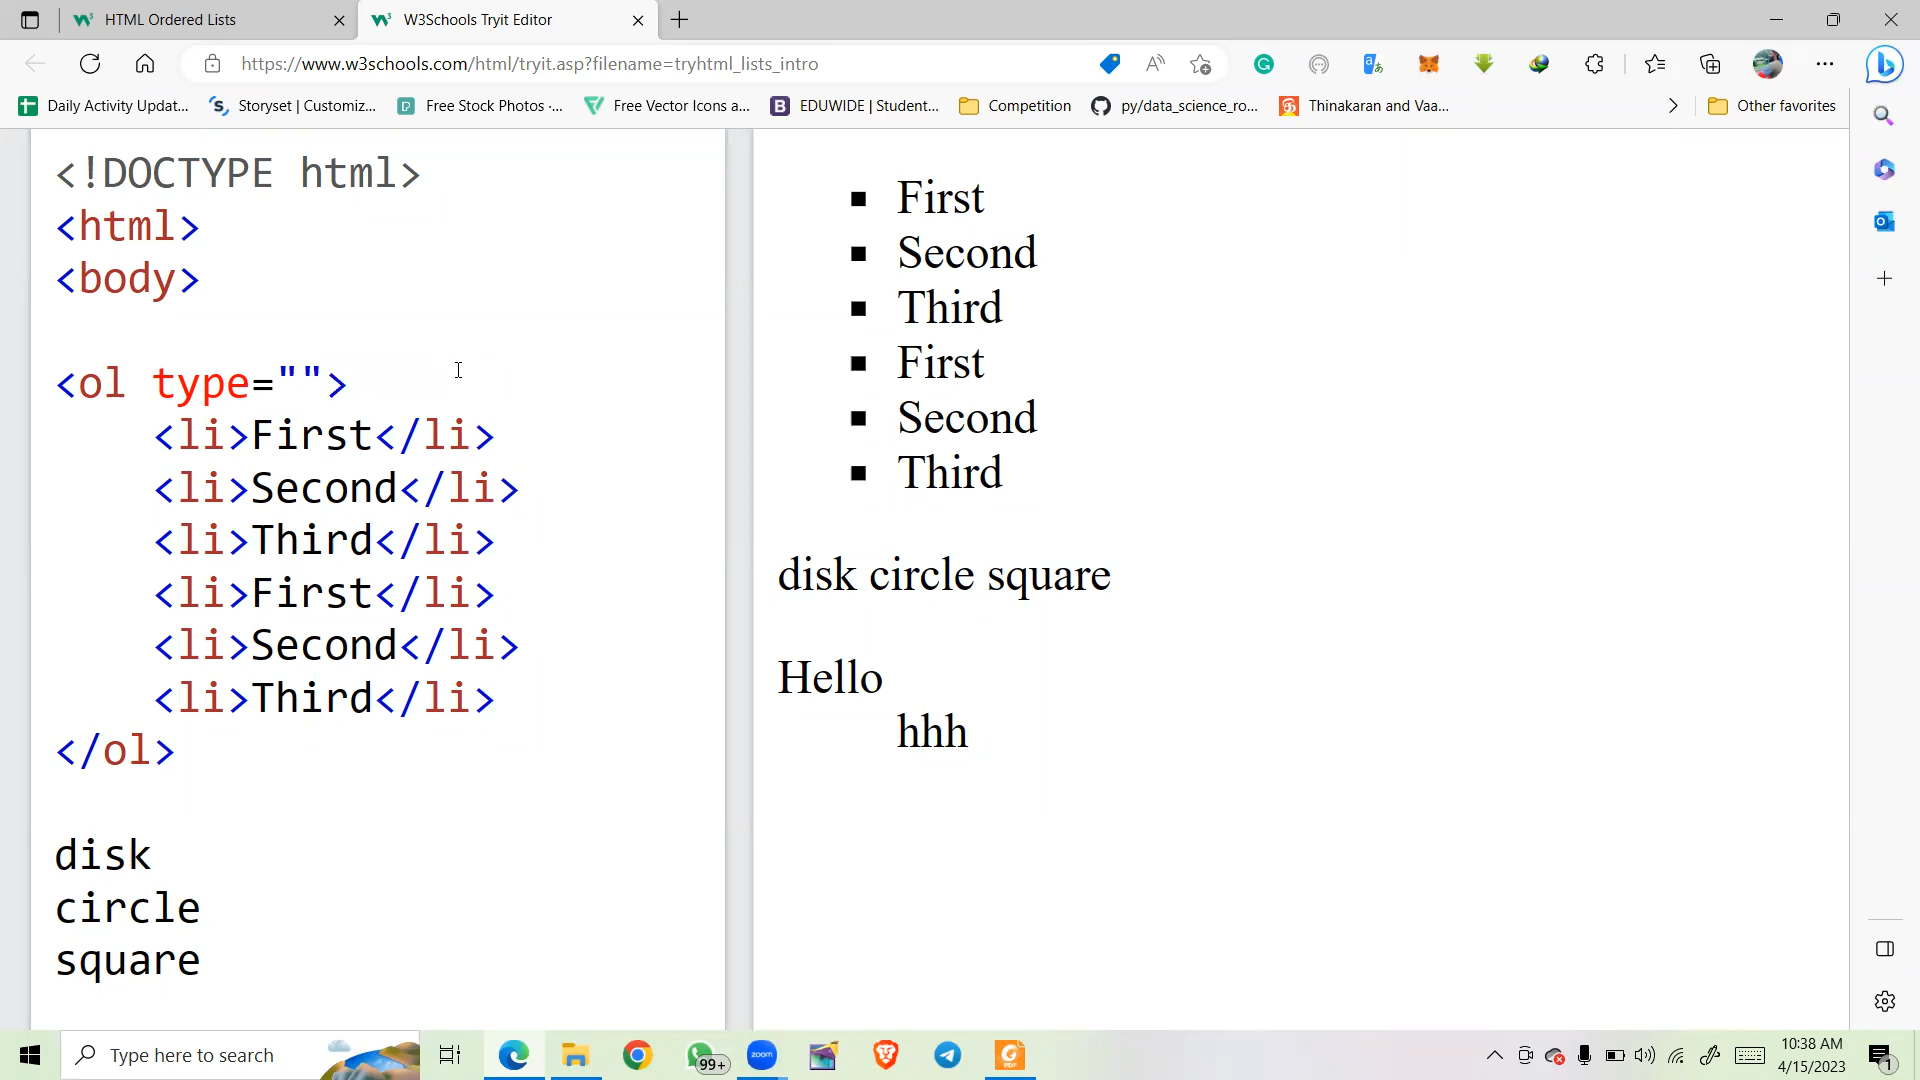 HTML Ordered Lists
W3Schools Tryit Editor
https://www.w3schools.com/html/tryit.asp?filename=tryhtml_lists_intro
Daily Activity Updat...
Storyset | Customiz...
Free Stock Photos ·...
Free Vector Icons a...
EDUWIDE | Student...
Competition
py/data_science_ro...
Thinakaran and Vaa...
Other favorites
<!DOCTYPE html>
<html>
<body>
<ol type="">
<li>First</li>
<li>Second</li>
<li>Third</li>
<li>First</li>
<li>Second</li>
<li>Third</li>
</ol>
disk
circle
square
First
Second
Third
First
Second
Third
disk circle square
Hello
hhh
Type here to search
99+
zoom
PDF
10:38 AM
4/15/2023
1